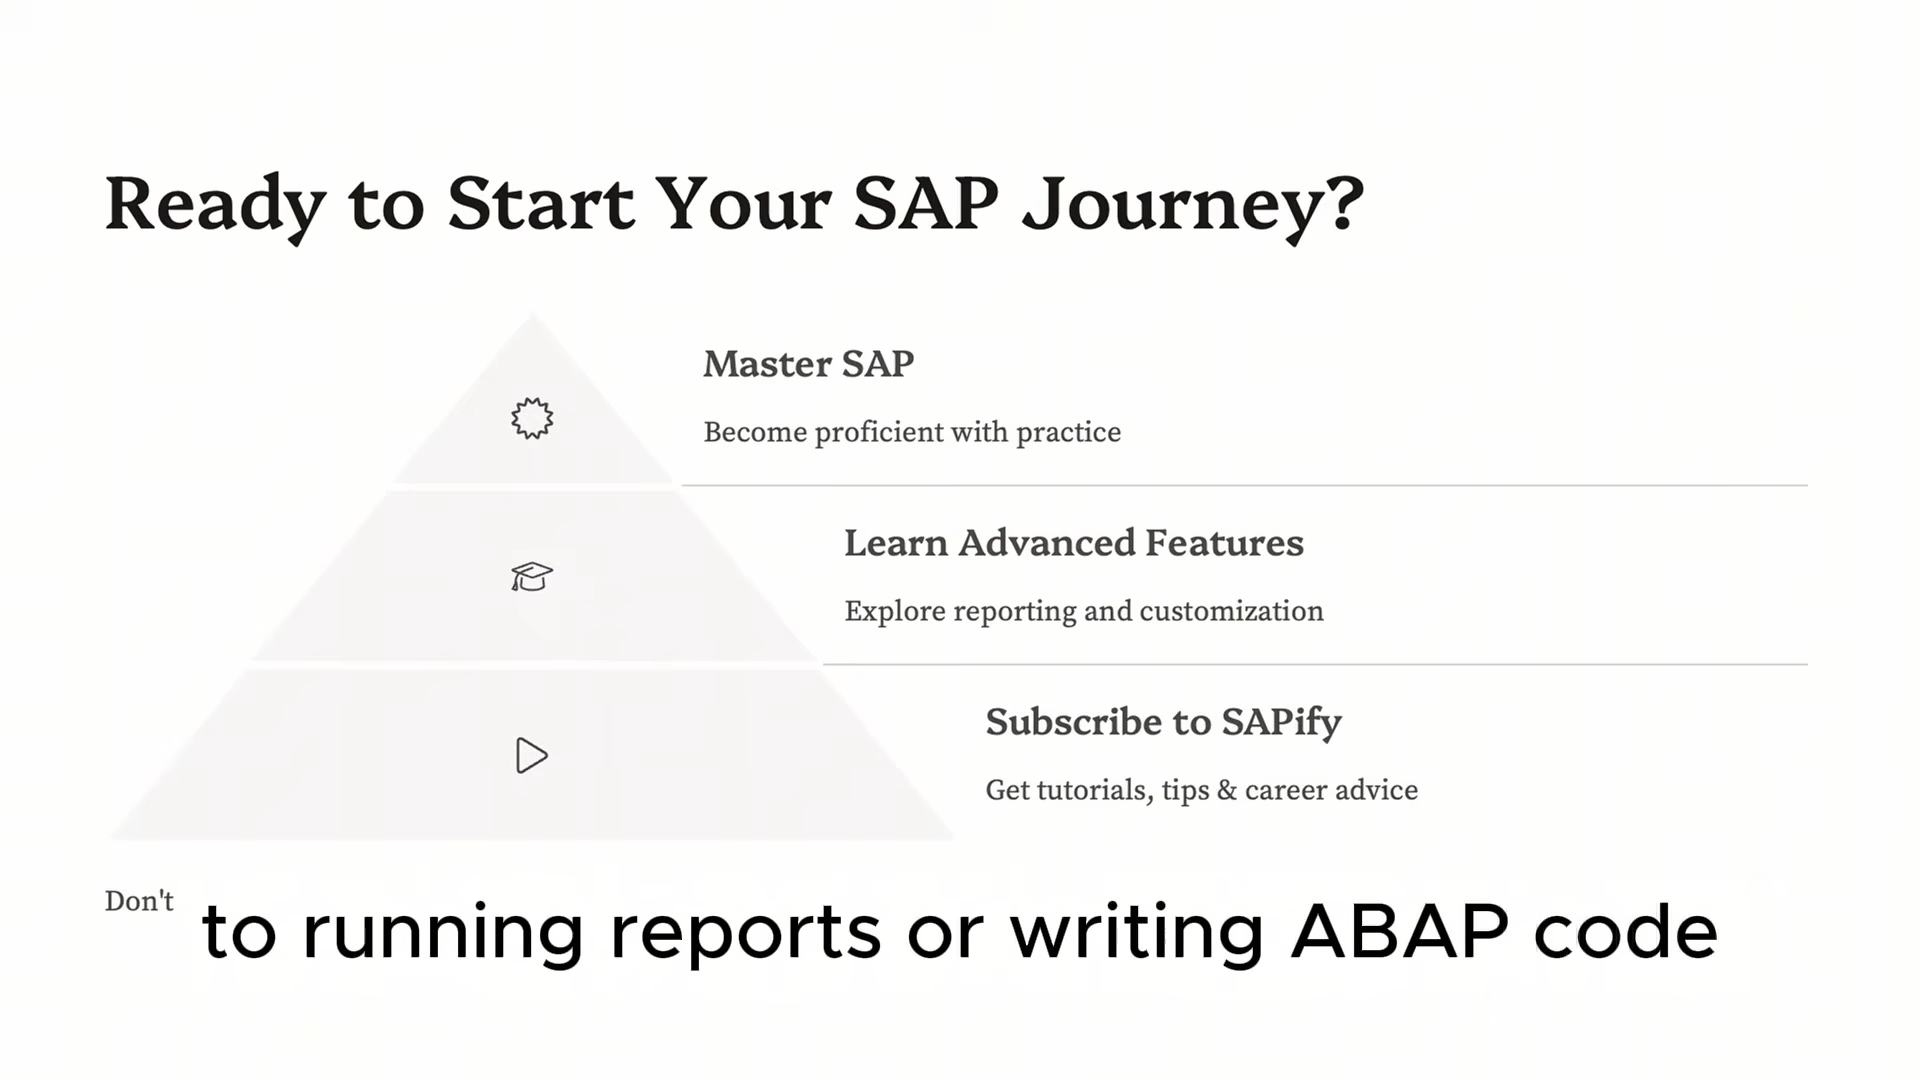 Ready to Start Your SAP Journey?
Master SAP
Become proficient with practice
Learn Advanced Features
Explore reporting and customization
Subscribe to SAPify
Get tutorials, tips & career advice
Don't
to running reports or writing ABAP code